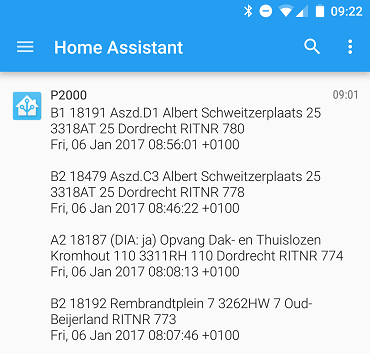 09:22
Home Assistant
P2000
09:01
B1 18191 Aszd.D1 Albert Schweitzerplaats 25
3318AT 25 Dordrecht RITNR 780
Fri, 06 Jan 2017 08:56:01 +0100
B2 18479 Aszd.C3 Albert Schweitzerplaats 25
3318AT 25 Dordrecht RITNR 778
Fri, 06 Jan 2017 08:46:22 +0100
A2 18187 (DIA: ja) Opvang Dak- en Thuislozen
Kromhout 110 3311RH 110 Dordrecht RITNR 774
Fri, 06 Jan 2017 08:08:13 +0100
B2 18192 Rembrandtplein 7 3262HW 7 Oud-
Beijerland RITNR 773
Fri, 06 Jan 2017 08:07:46 +0100